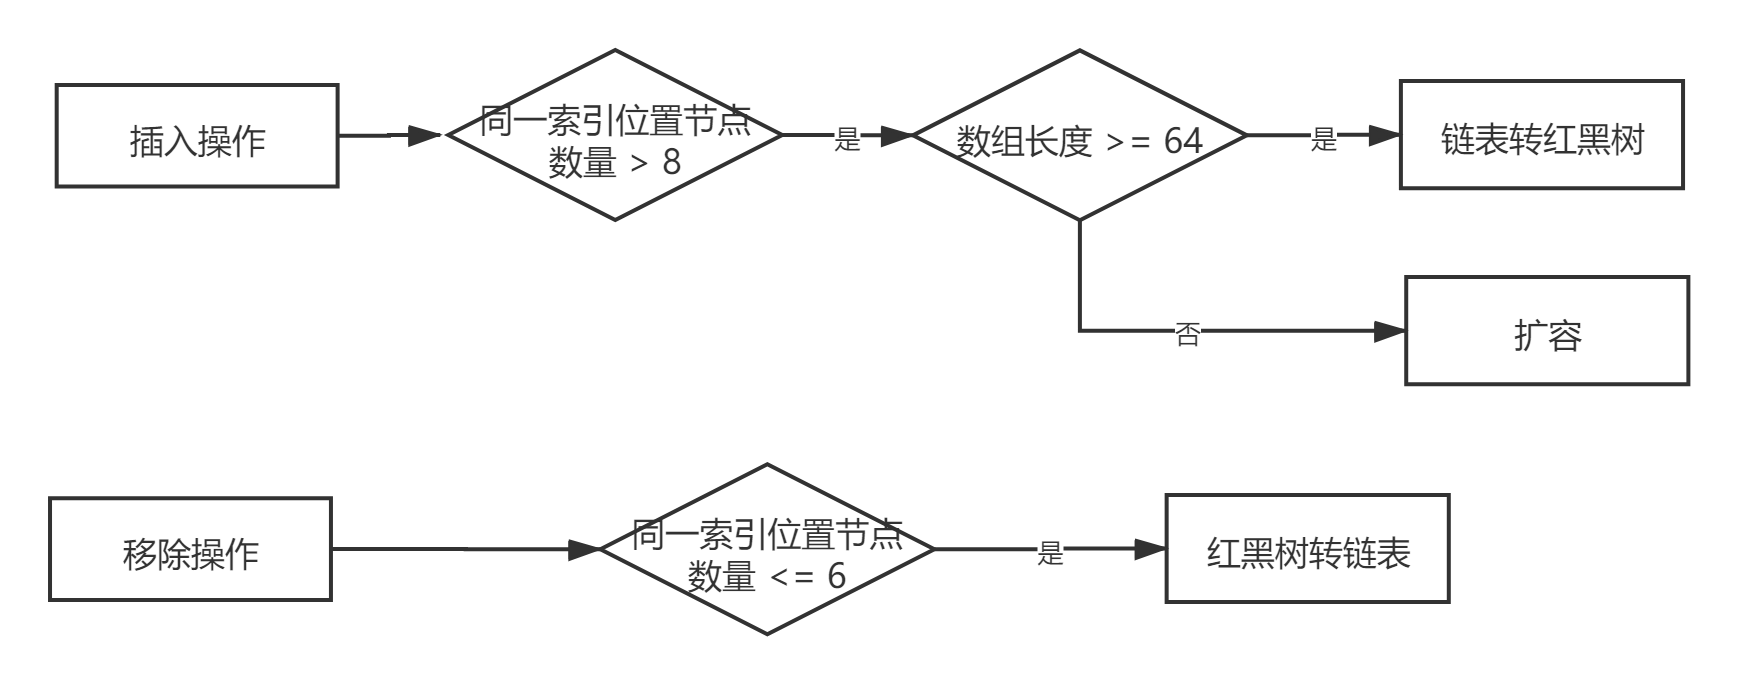 插入操作
同一索引位置节点
数量 > 8
是
数组长度 >= 64
是
链表转红黑树
否
扩容
移除操作
同一索引位置节点
数量 <= 6
是
红黑树转链表